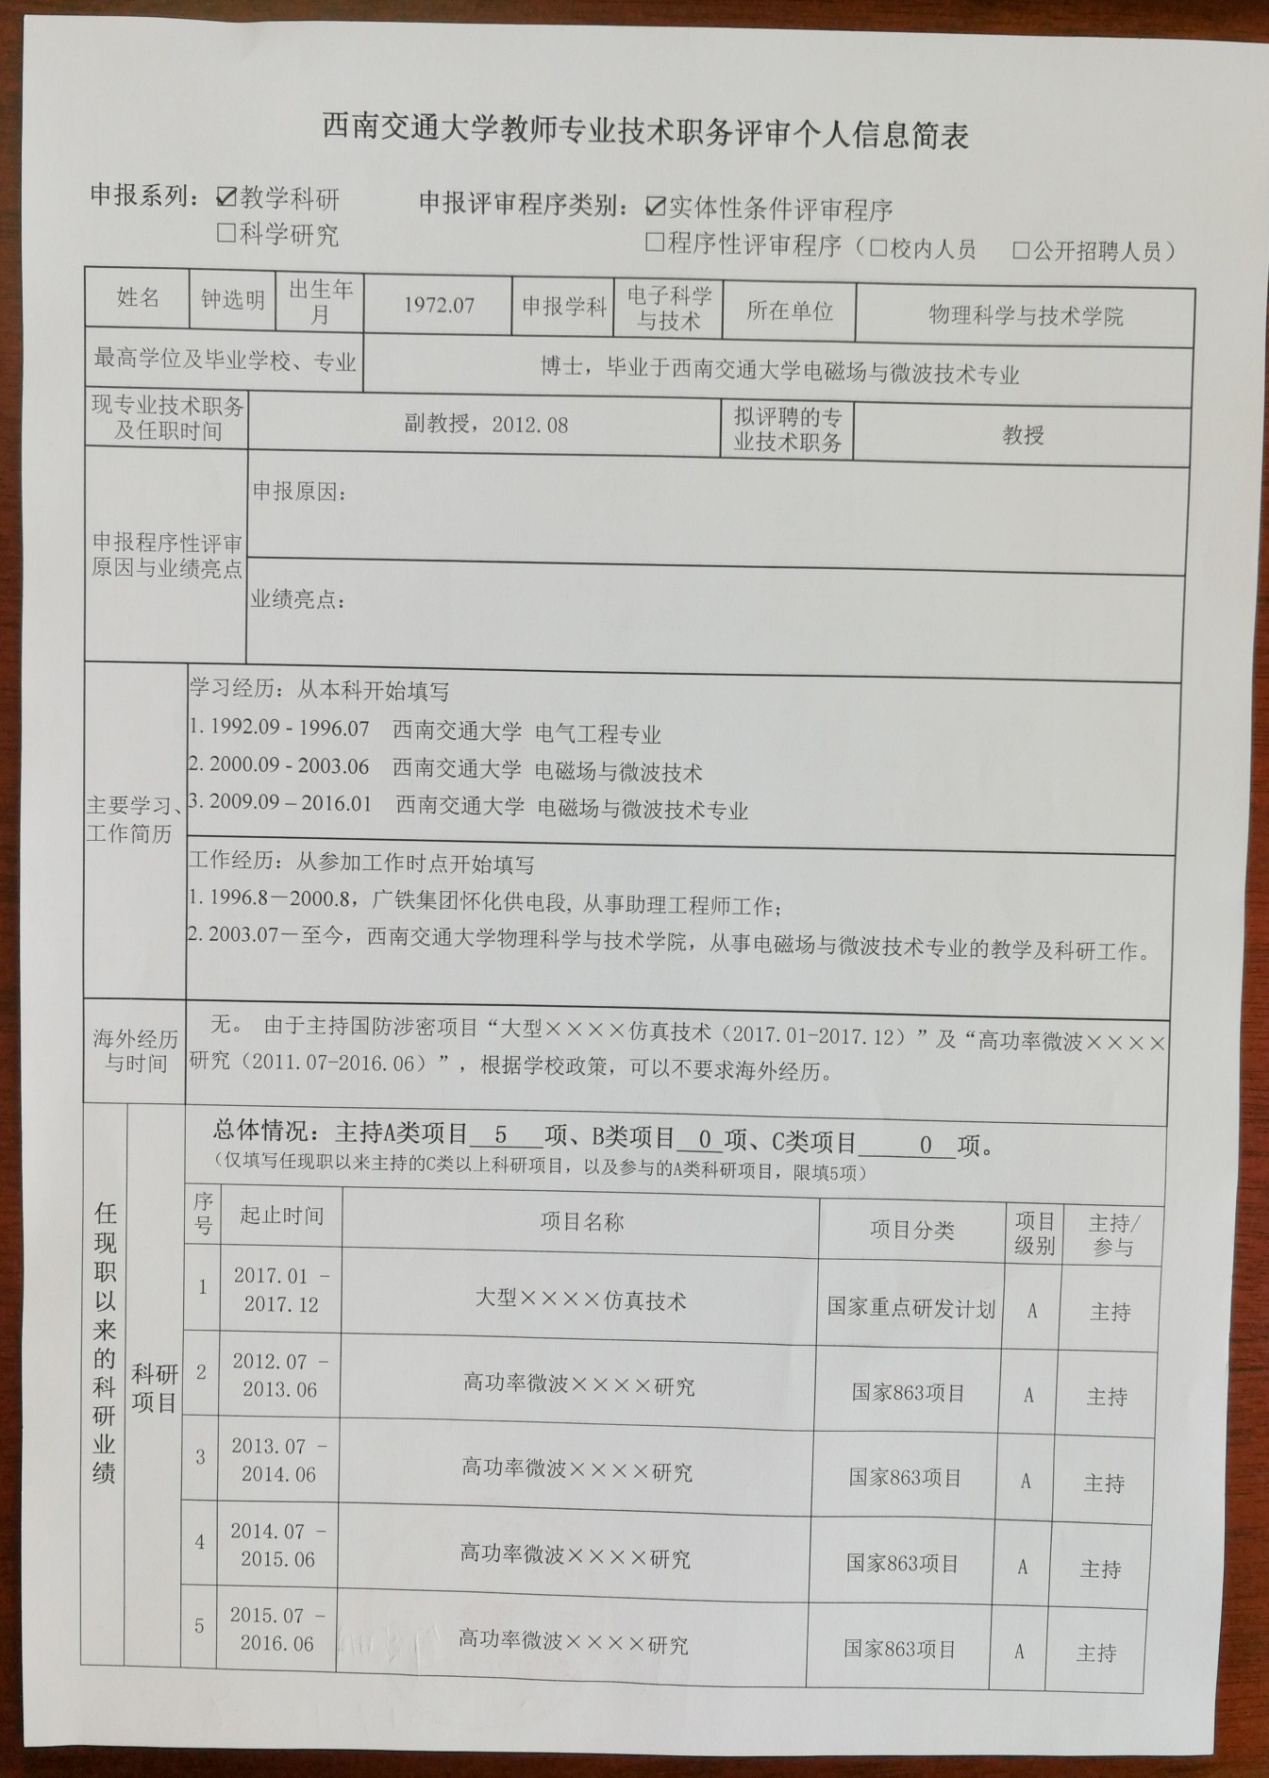 西南交通大学教师专业技术职务评审个人信息简表
申报系列：☑教学科研 申报评审程序类别：☑实体性条件评审程序
□科学研究 □程序性评审程序（□校内人员 □公开招聘人员）
姓名 钟选明 出生年月 1972.07 申报学科 电子科学与技术 所在单位 物理科学与技术学院
最高学位及毕业学校、专业 博士，毕业于西南交通大学电磁场与微波技术专业
现专业技术职务及任职时间 副教授，2012.08 拟评聘的专业技术职务 教授
申报程序性评审原因与业绩亮点
申报原因：
业绩亮点：
主要学习、工作简历
学习经历：从本科开始填写
1. 1992.09 - 1996.07 西南交通大学 电气工程专业
2. 2000.09 - 2003.06 西南交通大学 电磁场与微波技术
3. 2009.09 – 2016.01 西南交通大学 电磁场与微波技术专业
工作经历：从参加工作时点开始填写
1. 1996.8－2000.8，广铁集团怀化供电段, 从事助理工程师工作；
2. 2003.07－至今，西南交通大学物理科学与技术学院，从事电磁场与微波技术专业的教学及科研工作。
海外经历与时间
无。 由于主持国防涉密项目“大型××××仿真技术（2017.01-2017.12）”及“高功率微波××××
研究（2011.07-2016.06）”，根据学校政策，可以不要求海外经历。
任现职以来的科研业绩
科研项目
总体情况：主持A类项目 5 项、B类项目 0 项、C类项目 0 项。
（仅填写任现职以来主持的C类以上科研项目，以及参与的A类科研项目，限填5项）
序号 起止时间 项目名称 项目分类 项目级别 主持/参与
1 2017.01 - 2017.12 大型××××仿真技术 国家重点研发计划 A 主持
2 2012.07 - 2013.06 高功率微波××××研究 国家863项目 A 主持
3 2013.07 - 2014.06 高功率微波××××研究 国家863项目 A 主持
4 2014.07 - 2015.06 高功率微波××××研究 国家863项目 A 主持
5 2015.07 - 2016.06 高功率微波××××研究 国家863项目 A 主持